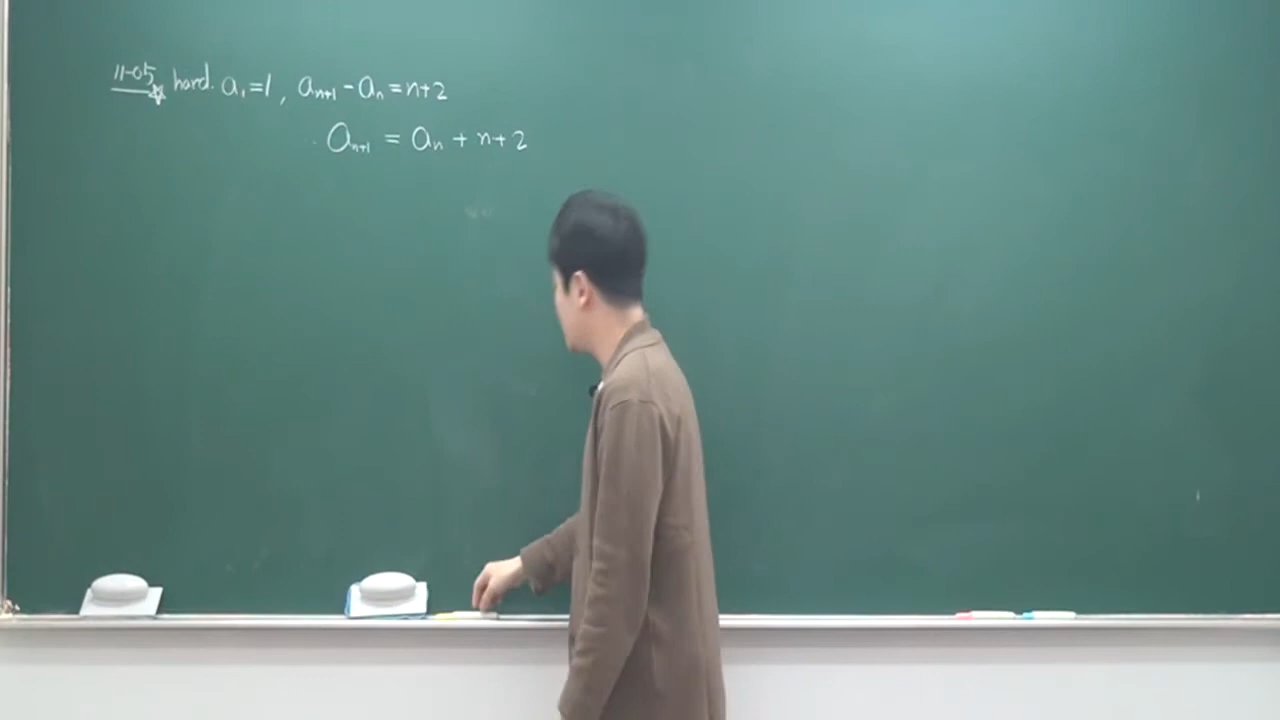 11-05 hard. a₁=1, aₙ₊₁-aₙ=n+2
aₙ₊₁ = aₙ + n+2